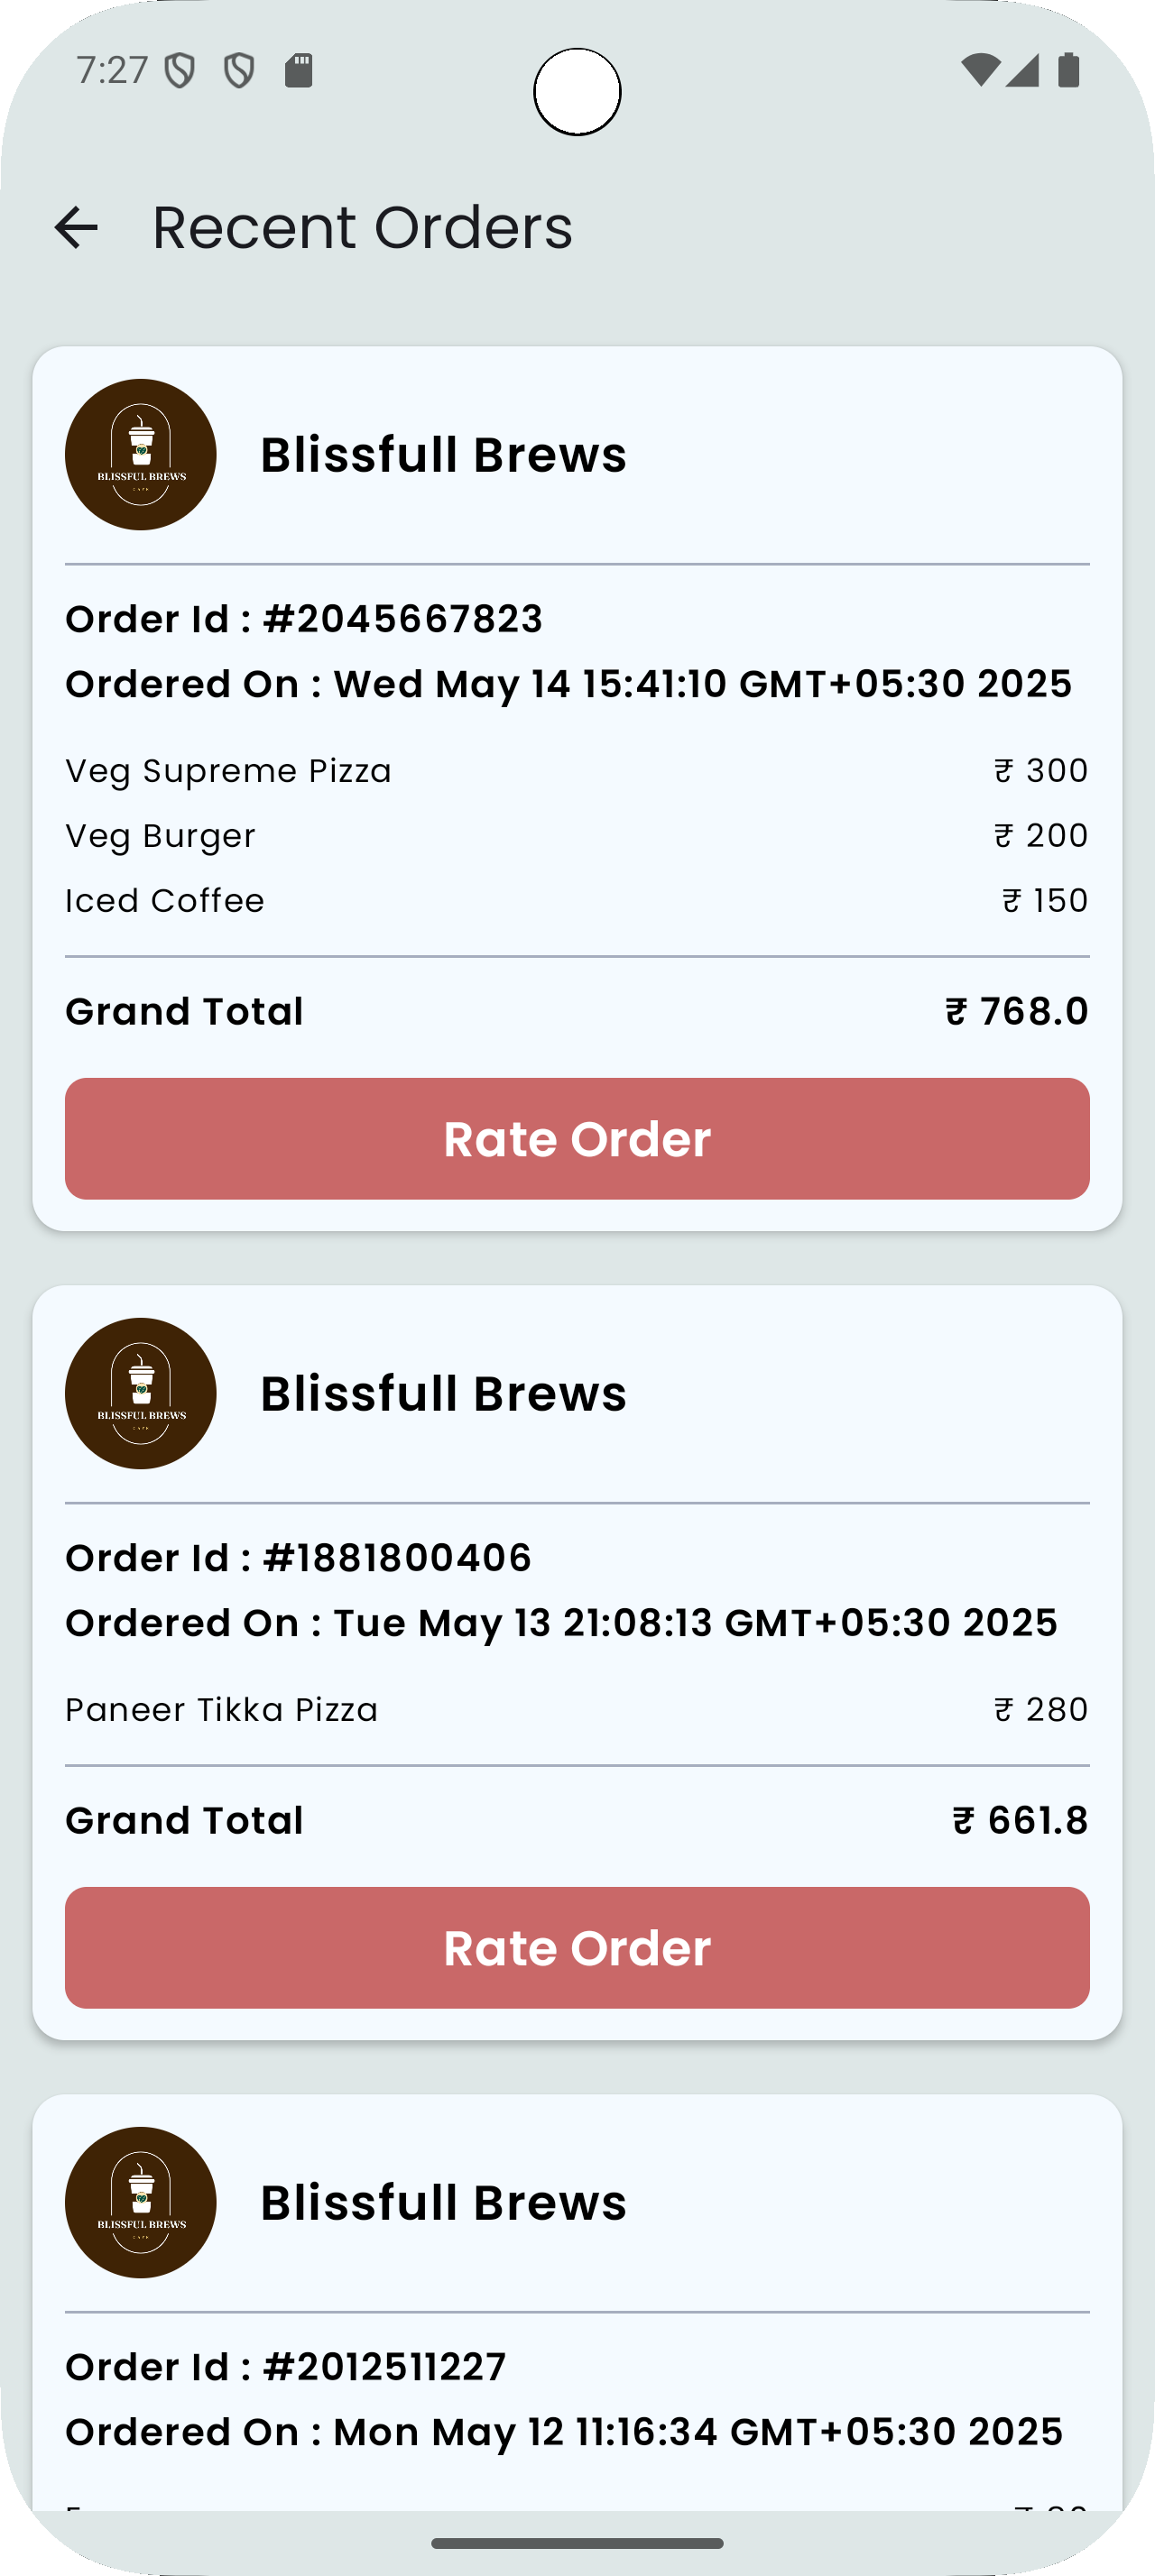 7:27
Recent Orders
BLISSFUL BREWS
CAFE
Blissfull Brews
Order Id : #2045667823
Ordered On : Wed May 14 15:41:10 GMT+05:30 2025
Veg Supreme Pizza ₹ 300
Veg Burger ₹ 200
Iced Coffee ₹ 150
Grand Total ₹ 768.0
Rate Order
BLISSFUL BREWS
CAFE
Blissfull Brews
Order Id : #1881800406
Ordered On : Tue May 13 21:08:13 GMT+05:30 2025
Paneer Tikka Pizza ₹ 280
Grand Total ₹ 661.8
Rate Order
BLISSFUL BREWS
CAFE
Blissfull Brews
Order Id : #2012511227
Ordered On : Mon May 12 11:16:34 GMT+05:30 2025